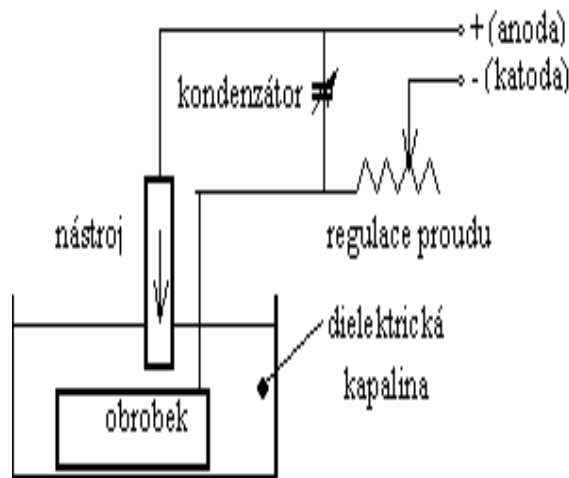 +(anoda)
kondenzátor
-(katoda)
nástroj
regulace proudu
dielektrická
kapalina
obrobek